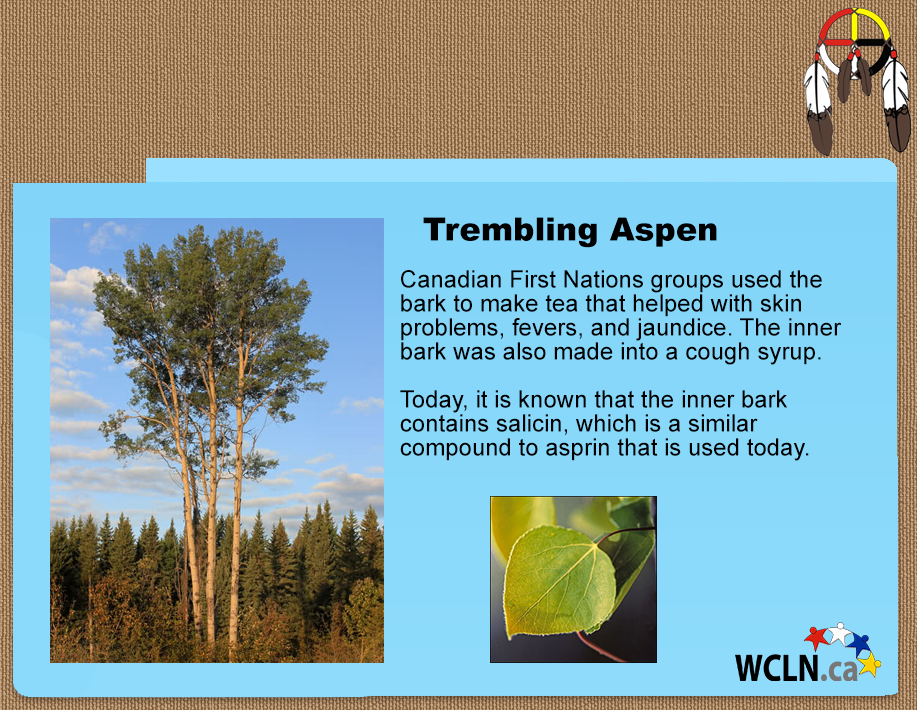 Trembling Aspen
Canadian First Nations groups used the
bark to make tea that helped with skin
problems, fevers, and jaundice. The inner
bark was also made into a cough syrup.
Today, it is known that the inner bark
contains salicin, which is a similar
compound to asprin that is used today.
WCLN.ca